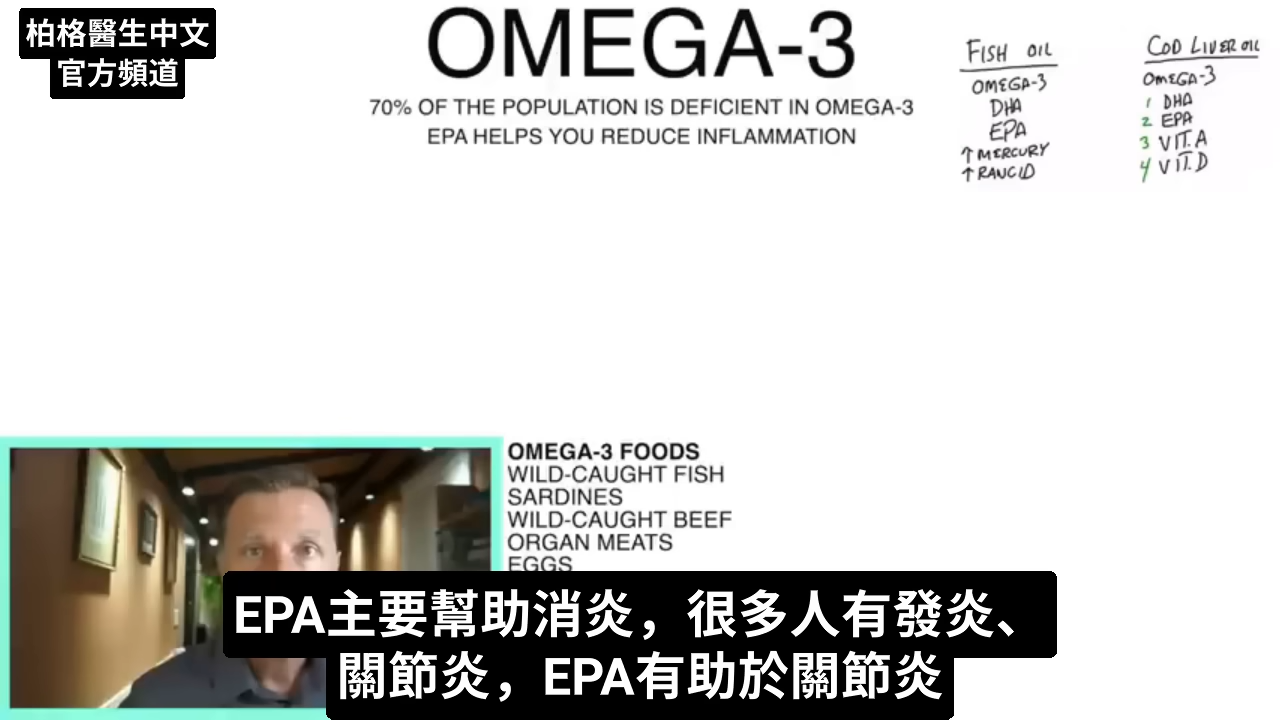 柏格醫生中文
官方頻道
OMEGA-3
70% OF THE POPULATION IS DEFICIENT IN OMEGA-3
EPA HELPS YOU REDUCE INFLAMMATION
FISH OIL
OMEGA-3
DHA
EPA
↑ MERCURY
↑ RANCID
COD LIVER OIL
OMEGA-3
1 DHA
2 EPA
3 VIT. A
4 VIT. D
OMEGA-3 FOODS
WILD-CAUGHT FISH
SARDINES
WILD-CAUGHT BEEF
ORGAN MEATS
EGGS
EPA主要幫助消炎，很多人有發炎、
關節炎，EPA有助於關節炎